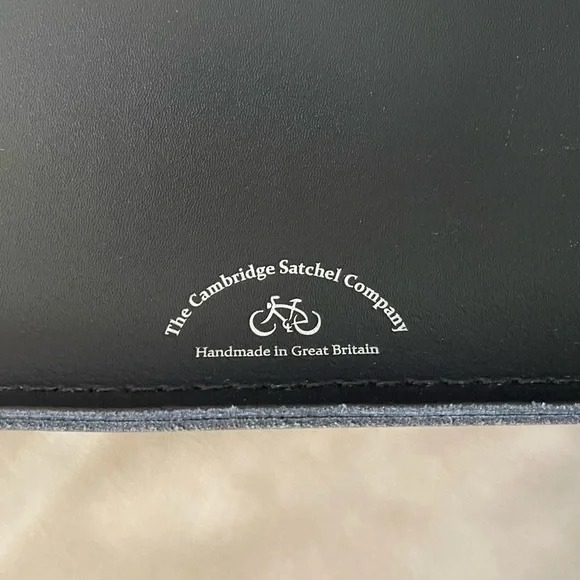 The Cambridge Satchel Company
Handmade in Great Britain